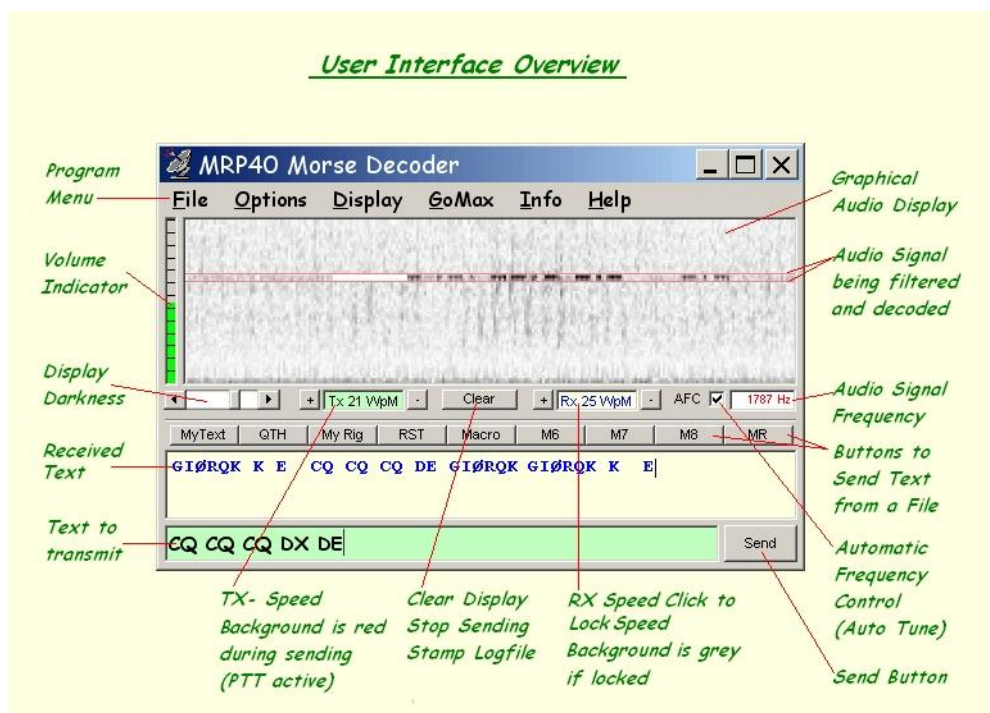 User Interface Overview
Program
Menu
Volume
Indicator
Display
Darkness
Received
Text
Text to
transmit
MRP40 Morse Decoder
File Options Display GoMax Info Help
+ Tx 21 WpM - Clear + Rx 25 WpM - AFC 1787 Hz
MyText QTH My Rig RST Macro M6 M7 M8 MR
GIØRQK K E CQ CQ CQ DE GIØRQK GIØRQK K E
CQ CQ CQ DX DE
Send
Graphical
Audio Display
Audio Signal
being filtered
and decoded
Audio Signal
Frequency
Buttons to
Send Text
from a File
Automatic
Frequency
Control
(Auto Tune)
Send Button
TX- Speed
Background is red
during sending
(PTT active)
Clear Display
Stop Sending
Stamp Logfile
RX Speed Click to
Lock Speed
Background is grey
if locked